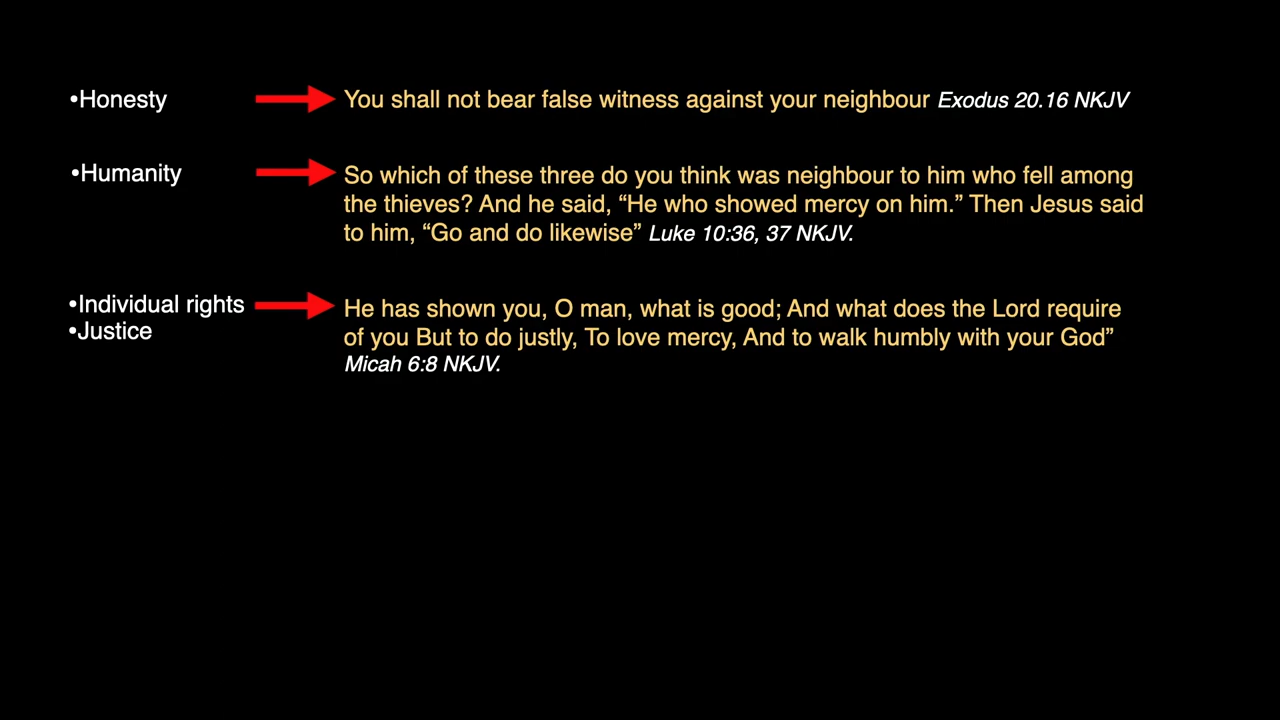 •Honesty You shall not bear false witness against your neighbour Exodus 20.16 NKJV
•Humanity So which of these three do you think was neighbour to him who fell among
the thieves? And he said, “He who showed mercy on him.” Then Jesus said
to him, “Go and do likewise” Luke 10:36, 37 NKJV.
•Individual rights He has shown you, O man, what is good; And what does the Lord require
•Justice of you But to do justly, To love mercy, And to walk humbly with your God”
Micah 6:8 NKJV.